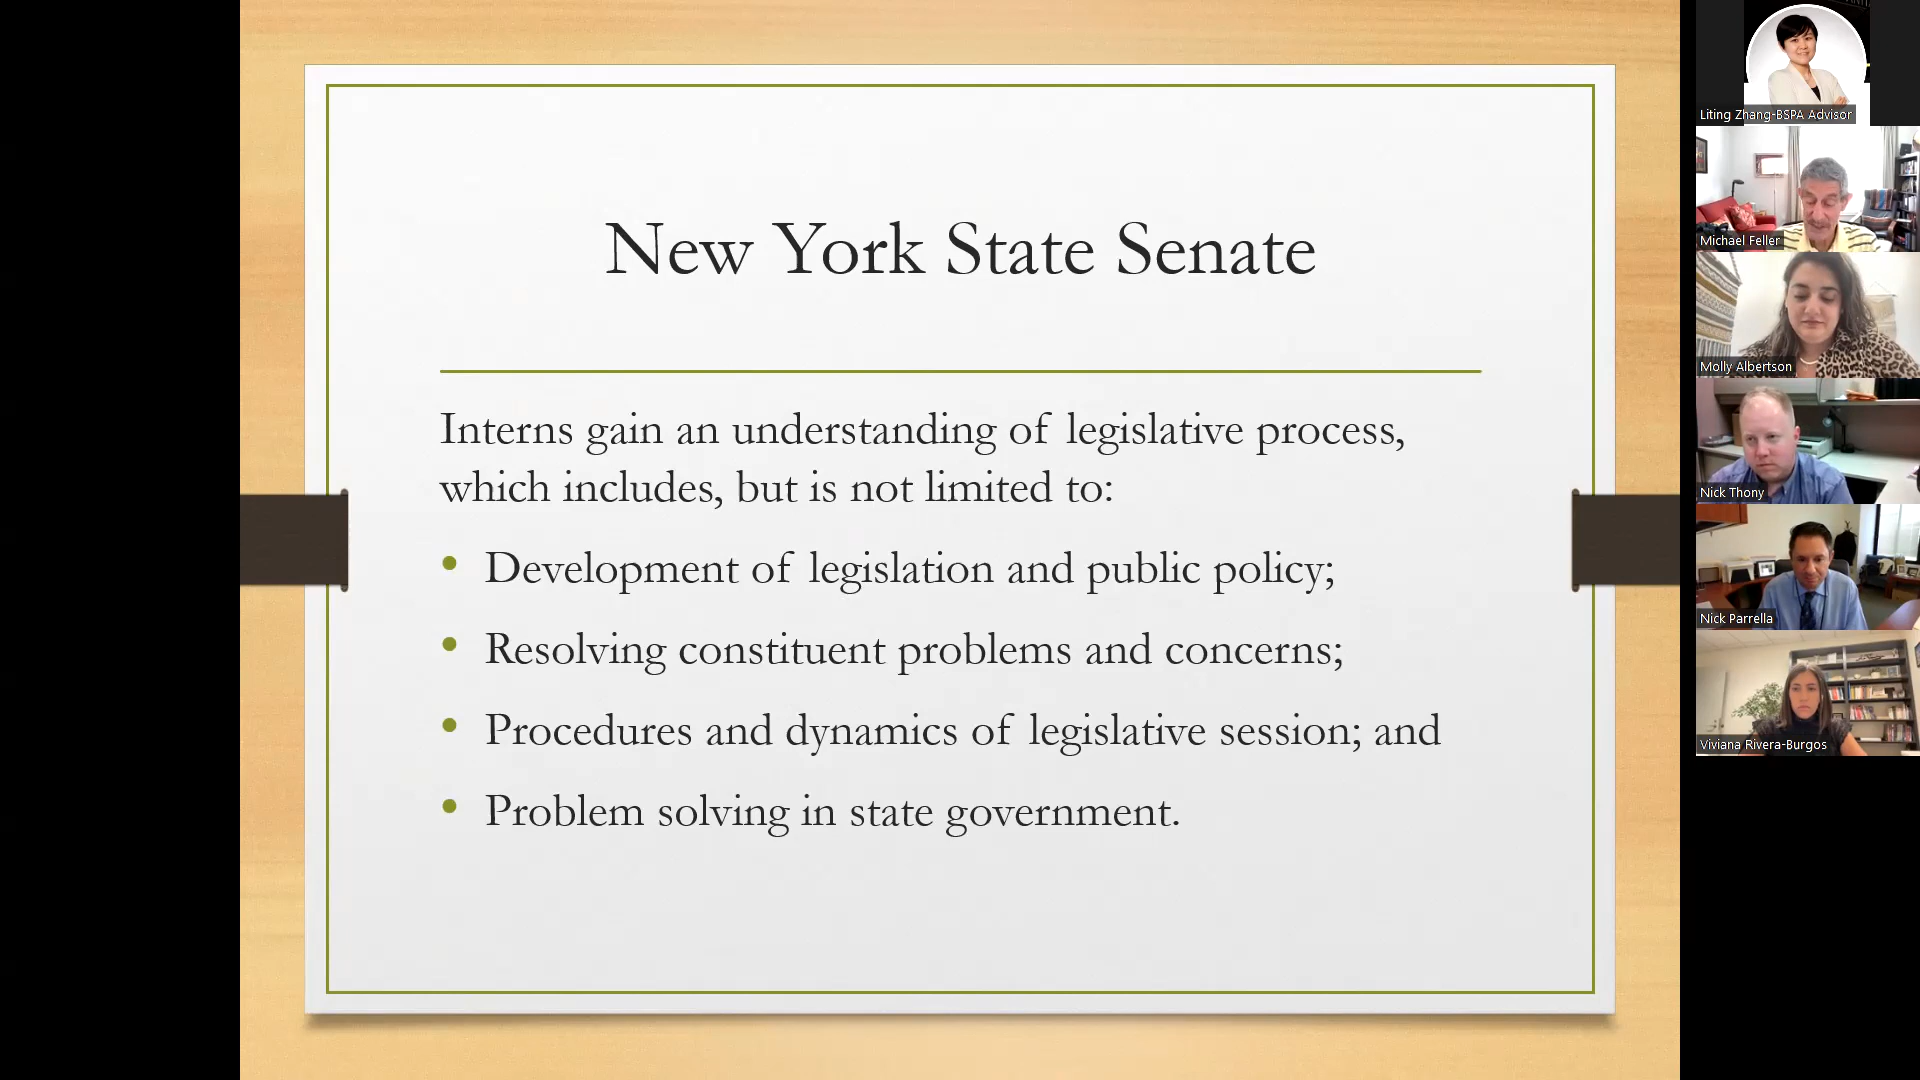 New York State Senate
Interns gain an understanding of legislative process,
which includes, but is not limited to:
• Development of legislation and public policy;
• Resolving constituent problems and concerns;
• Procedures and dynamics of legislative session; and
• Problem solving in state government.
Liting Zhang-BSPA Advisor
Michael Feller
Molly Albertson
Nick Thony
Nick Parrella
Viviana Rivera-Burgos